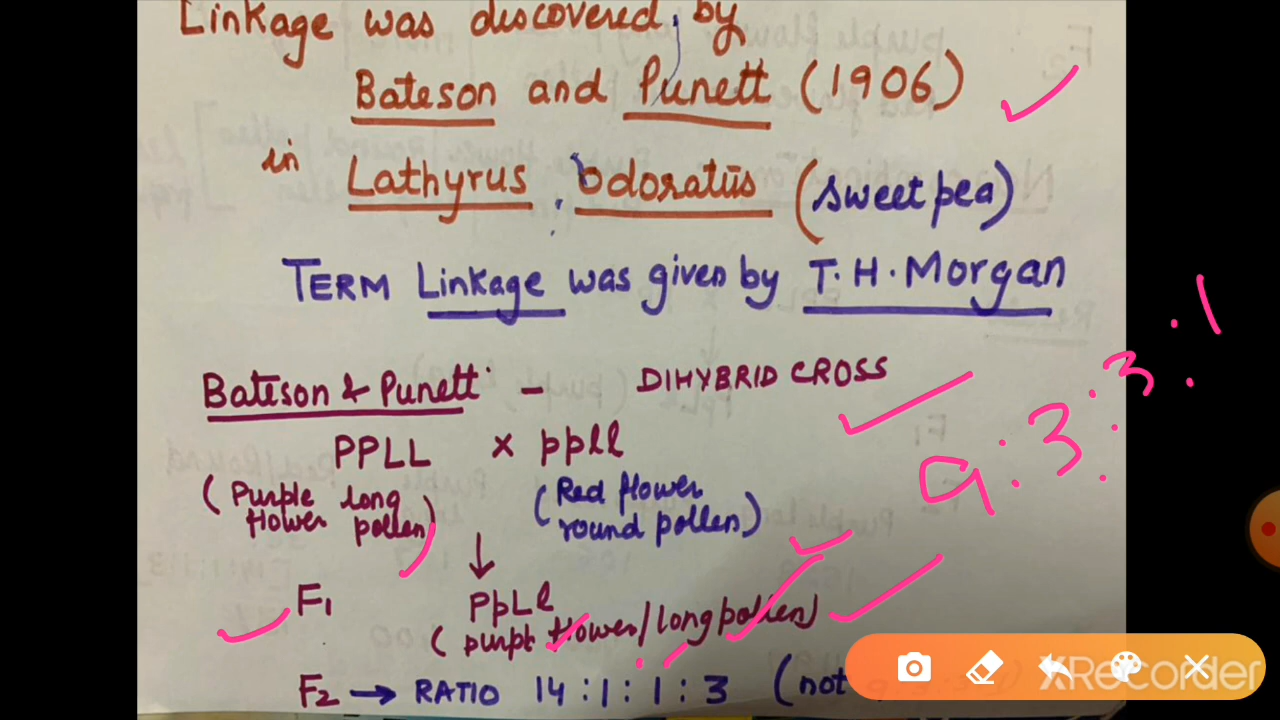 Linkage was discovered by
Bateson and Punett (1906)
in Lathyrus odoratus (sweet pea)
TERM Linkage was given by T. H. Morgan
Bateson & Punett - DIHYBRID CROSS
PPLL x ppll
(Purple long (Red flower
flower pollen) round pollen)
9:3:3:1
F1 PpLl
(purpt flower/long pollen)
F2 → RATIO 14:1:1:3 (not
XRecorder